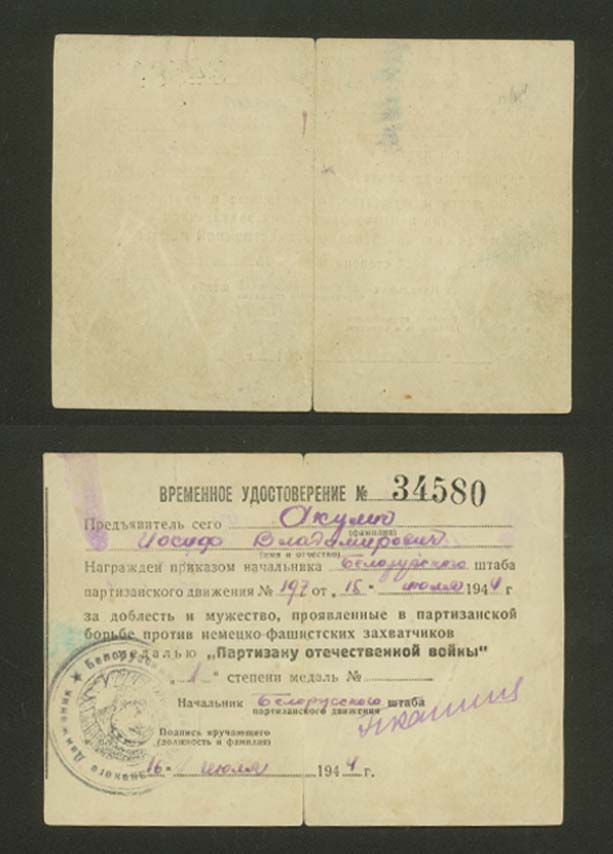 ВРЕМЕННОЕ УДОСТОВЕРЕНИЕ № 34580
Предъявитель сего
(фамилия)
Иосиф Владимирович
(имя и отчество)
Награжден приказом начальника Белорусского штаба
партизанского движения № от „ 15 " июля 1944 г
за доблесть и мужество, проявленные в партизанской
борьбе против немецко-фашистских захватчиков
медалью „Партизану отечественной войны"
„ 1 " степени медаль №
Начальник Белорусского штаба
партизанского движения
Подпись вручающего
(должность и фамилия)
16 " июля 1944 г.